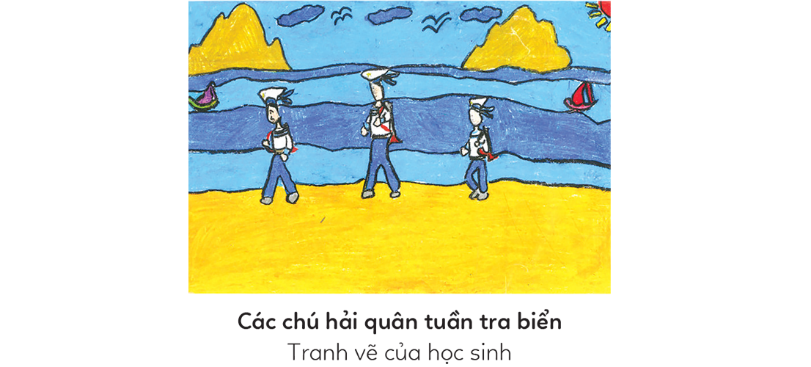 Các chú hải quân tuần tra biển
Tranh vẽ của học sinh